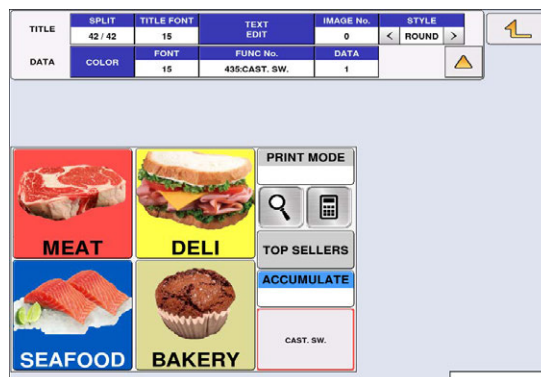 TITLE
SPLIT
TITLE FONT
TEXT EDIT
IMAGE No.
STYLE
42 / 42
15
0
< ROUND >
DATA
COLOR
FONT
FUNC No.
DATA
15
435:CAST. SW.
1
MEAT
DELI
PRINT MODE
TOP SELLERS
ACCUMULATE
SEAFOOD
BAKERY
CAST. SW.